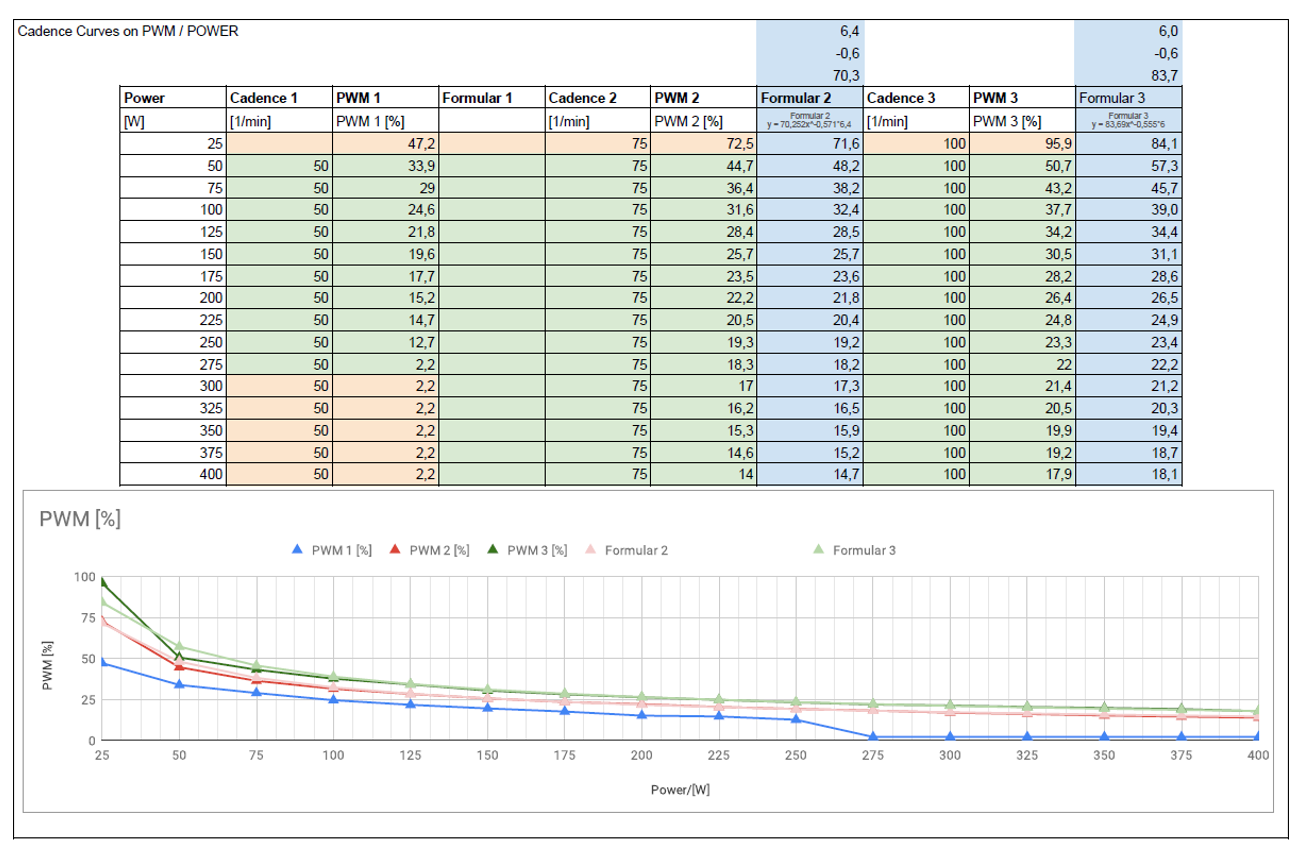 Cadence Curves on PWM / POWER 6,4 6,0
-0,6 -0,6
70,3 83,7
Power Cadence 1 PWM 1 Formular 1 Cadence 2 PWM 2 Formular 2 Cadence 3 PWM 3 Formular 3
[W] [1/min] PWM 1 [%] [1/min] PWM 2 [%] Formular 2 y = 70,252x^-0,571*6,4 [1/min] PWM 3 [%] Formular 3 y = 83,69x^-0,555*6
25 47,2 75 72,5 71,6 100 95,9 84,1
50 50 33,9 75 44,7 48,2 100 50,7 57,3
75 50 29 75 36,4 38,2 100 43,2 45,7
100 50 24,6 75 31,6 32,4 100 37,7 39,0
125 50 21,8 75 28,4 28,5 100 34,2 34,4
150 50 19,6 75 25,7 25,7 100 30,5 31,1
175 50 17,7 75 23,5 23,6 100 28,2 28,6
200 50 15,2 75 22,2 21,8 100 26,4 26,5
225 50 14,7 75 20,5 20,4 100 24,8 24,9
250 50 12,7 75 19,3 19,2 100 23,3 23,4
275 50 2,2 75 18,3 18,2 100 22 22,2
300 50 2,2 75 17 17,3 100 21,4 21,2
325 50 2,2 75 16,2 16,5 100 20,5 20,3
350 50 2,2 75 15,3 15,9 100 19,9 19,4
375 50 2,2 75 14,6 15,2 100 19,2 18,7
400 50 2,2 75 14 14,7 100 17,9 18,1
PWM [%]
PWM 1 [%] PWM 2 [%] PWM 3 [%] Formular 2 Formular 3
100
75
50
25
0
PWM [%]
25 50 75 100 125 150 175 200 225 250 275 300 325 350 375 400
Power/[W]